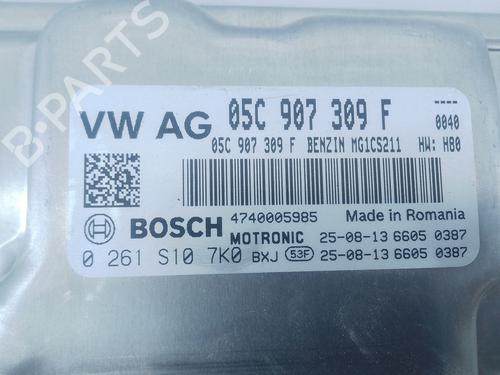 B-PARTS
VW AG 05C 907 309 F ----
0040
05C 907 309 F BENZIN MG1CS211 HW: H80
BOSCH 4740005985 Made in Romania
MOTRONIC 25-08-13 6605 0387
0 261 S10 7K0 BXJ 53F 25-08-13 6605 0387